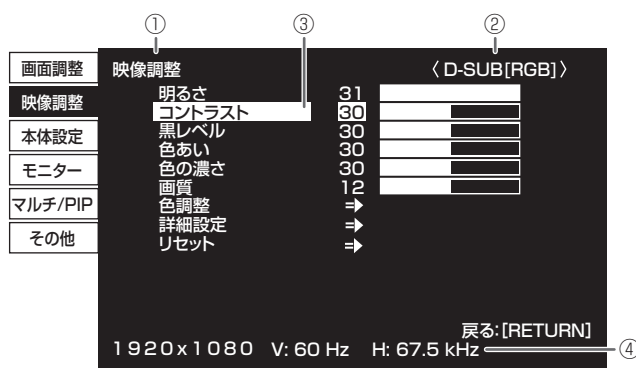 ① ③ ②
画面調整
映像調整
本体設定
モニター
マルチ/PIP
その他
映像調整 〈 D-SUB[RGB] 〉
明るさ 31
コントラスト 30
黒レベル 30
色あい 30
色の濃さ 30
画質 12
色調整
詳細設定
リセット
戻る:[RETURN]
1920x1080 V: 60 Hz H: 67.5 kHz ④